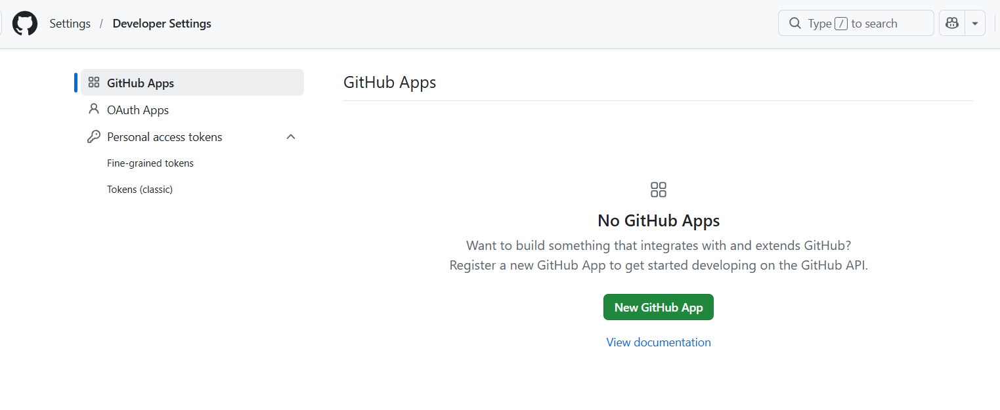 Settings / Developer Settings
Type / to search
GitHub Apps
OAuth Apps
Personal access tokens
Fine-grained tokens
Tokens (classic)
GitHub Apps
No GitHub Apps
Want to build something that integrates with and extends GitHub?
Register a new GitHub App to get started developing on the GitHub API.
New GitHub App
View documentation